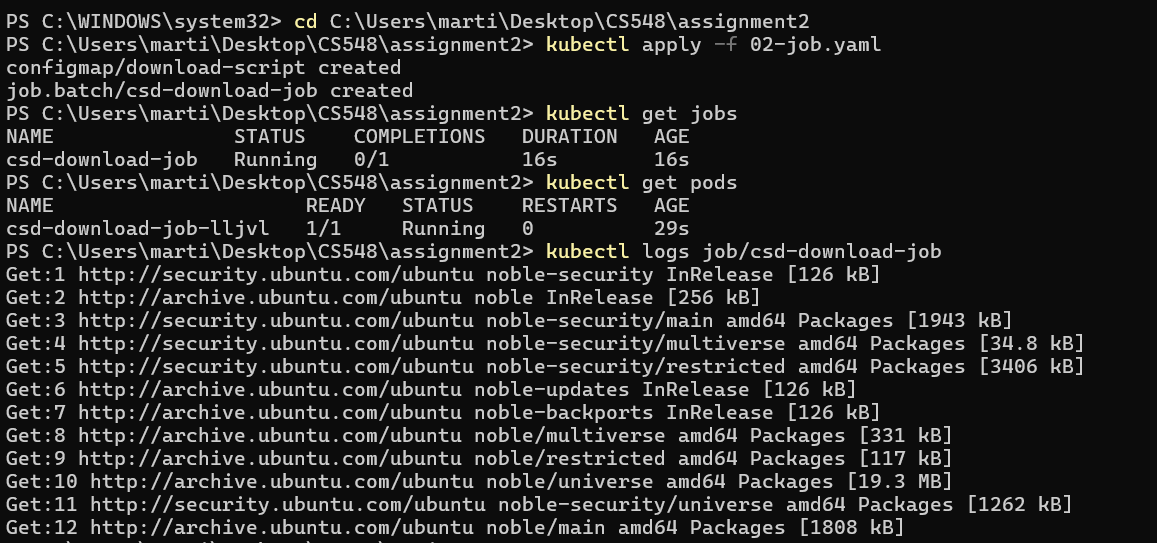 PS C:\WINDOWS\system32> cd C:\Users\marti\Desktop\CS548\assignment2
PS C:\Users\marti\Desktop\CS548\assignment2> kubectl apply -f 02-job.yaml
configmap/download-script created
job.batch/csd-download-job created
PS C:\Users\marti\Desktop\CS548\assignment2> kubectl get jobs
NAME               STATUS    COMPLETIONS   DURATION   AGE
csd-download-job   Running   0/1           16s        16s
PS C:\Users\marti\Desktop\CS548\assignment2> kubectl get pods
NAME                     READY   STATUS    RESTARTS   AGE
csd-download-job-lljvl   1/1     Running   0          29s
PS C:\Users\marti\Desktop\CS548\assignment2> kubectl logs job/csd-download-job
Get:1 http://security.ubuntu.com/ubuntu noble-security InRelease [126 kB]
Get:2 http://archive.ubuntu.com/ubuntu noble InRelease [256 kB]
Get:3 http://security.ubuntu.com/ubuntu noble-security/main amd64 Packages [1943 kB]
Get:4 http://security.ubuntu.com/ubuntu noble-security/multiverse amd64 Packages [34.8 kB]
Get:5 http://security.ubuntu.com/ubuntu noble-security/restricted amd64 Packages [3406 kB]
Get:6 http://archive.ubuntu.com/ubuntu noble-updates InRelease [126 kB]
Get:7 http://archive.ubuntu.com/ubuntu noble-backports InRelease [126 kB]
Get:8 http://archive.ubuntu.com/ubuntu noble/multiverse amd64 Packages [331 kB]
Get:9 http://archive.ubuntu.com/ubuntu noble/restricted amd64 Packages [117 kB]
Get:10 http://archive.ubuntu.com/ubuntu noble/universe amd64 Packages [19.3 MB]
Get:11 http://security.ubuntu.com/ubuntu noble-security/universe amd64 Packages [1262 kB]
Get:12 http://archive.ubuntu.com/ubuntu noble/main amd64 Packages [1808 kB]